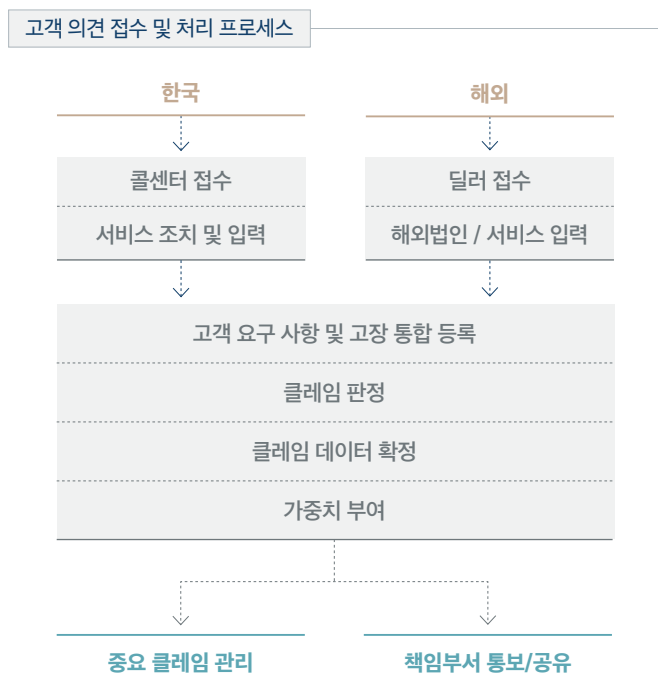 고객 의견 접수 및 처리 프로세스
한국
해외
콜센터 접수
딜러 접수
서비스 조치 및 입력
해외법인 / 서비스 입력
고객 요구 사항 및 고장 통합 등록
클레임 판정
클레임 데이터 확정
가중치 부여
중요 클레임 관리
책임부서 통보/공유